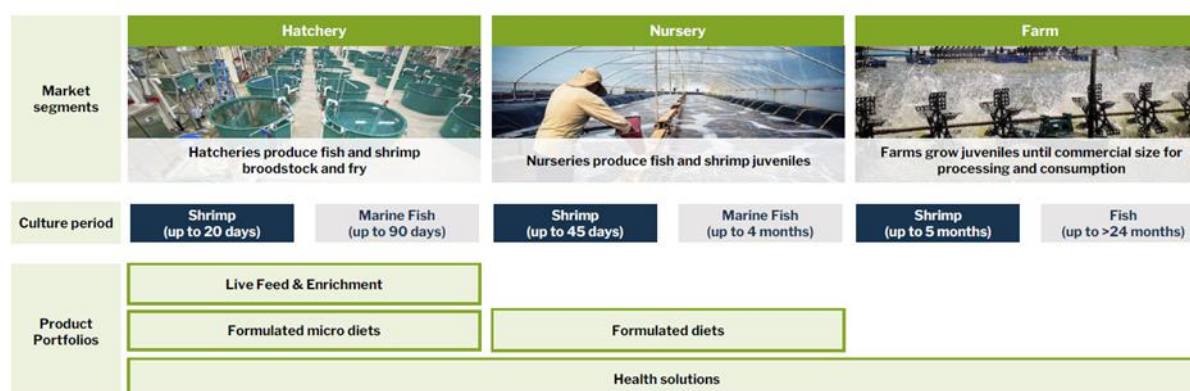 Market
segments
Hatchery
Nursery
Farm
Hatcheries produce fish and shrimp
broodstock and fry
Nurseries produce fish and shrimp juveniles
Farms grow juveniles until commercial size for
processing and consumption
Culture period
Shrimp
(up to 20 days)
Marine Fish
(up to 90 days)
Shrimp
(up to 45 days)
Marine Fish
(up to 4 months)
Shrimp
(up to 5 months)
Fish
(up to >24 months)
Product
Portfolios
Live Feed & Enrichment
Formulated micro diets
Formulated diets
Health solutions